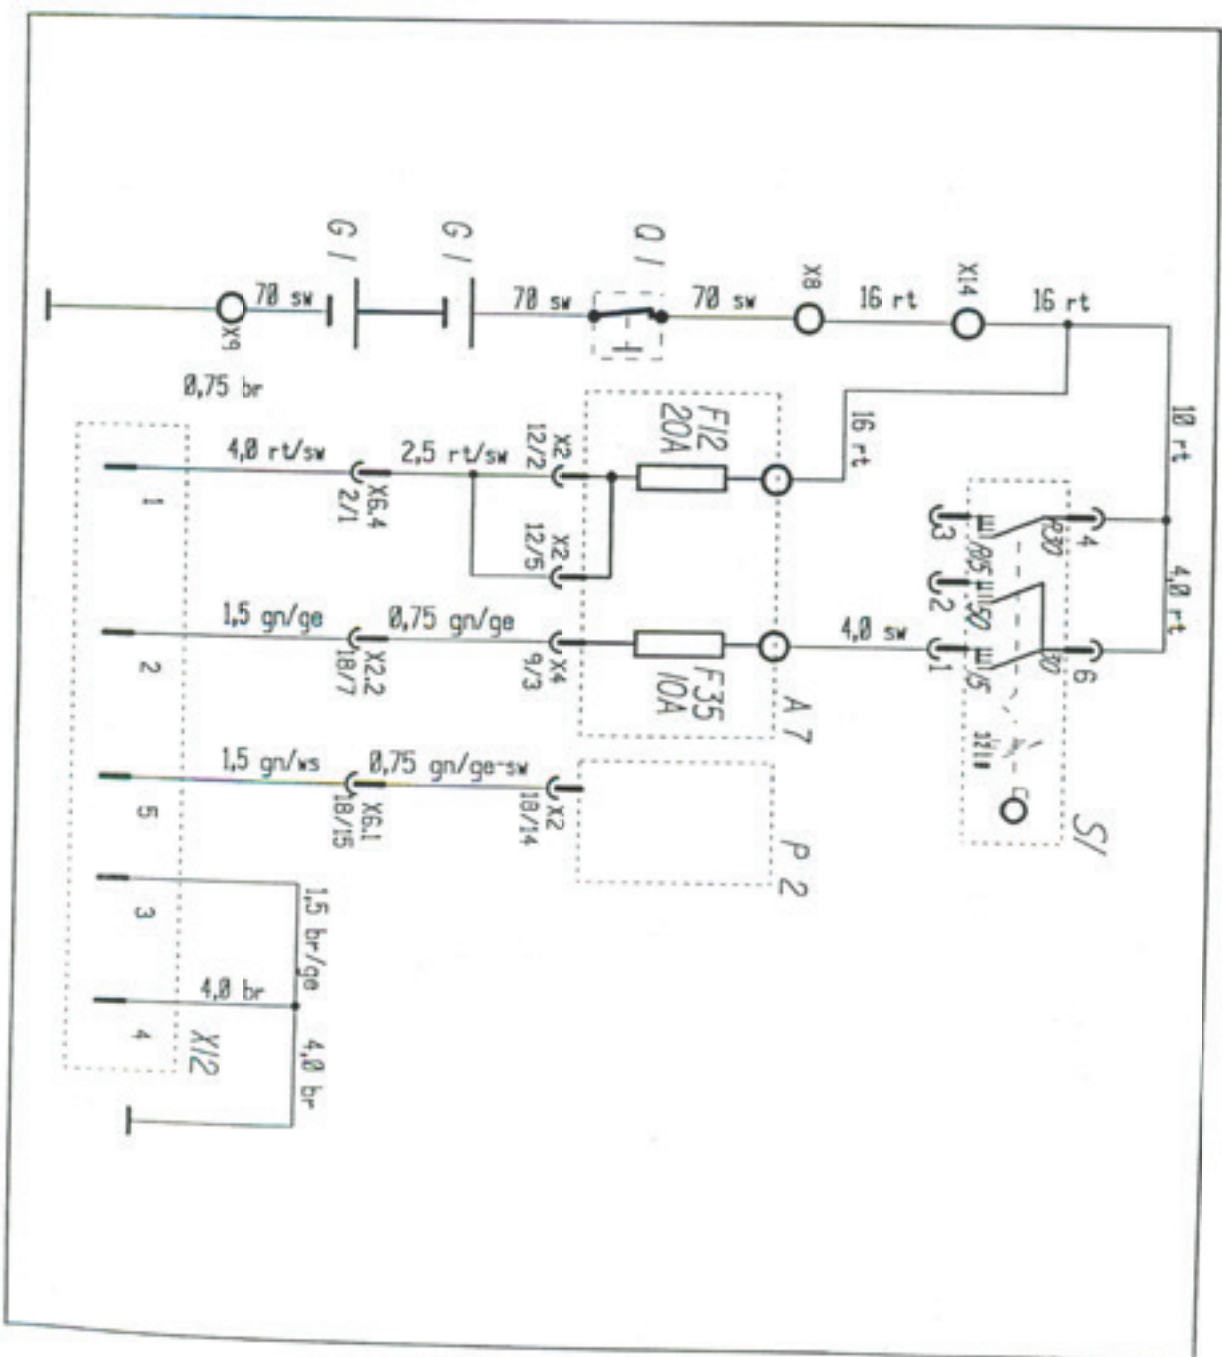 G1
G1
Q1
X8
X14
70 sw
X9
70 sw
70 sw
16 rt
16 rt
0,75 br
16 rt
10 rt
F12
20A
4,0 rt/sw
2,5 rt/sw
X2
12/2
1
X6.4
2/1
X2
12/5
4
3
4,0 rt
2
50
1,5 gn/ge
0,75 gn/ge
4,0 sw
1
6
15
2
X2.2
18/7
X4
9/3
F35
10A
A7
1,5 gn/ws
0,75 gn/ge-sw
5
X6.1
18/15
X2
18/14
P2
S1
3
1,5 br/ge
4,0 br
4
X12
4,0 br